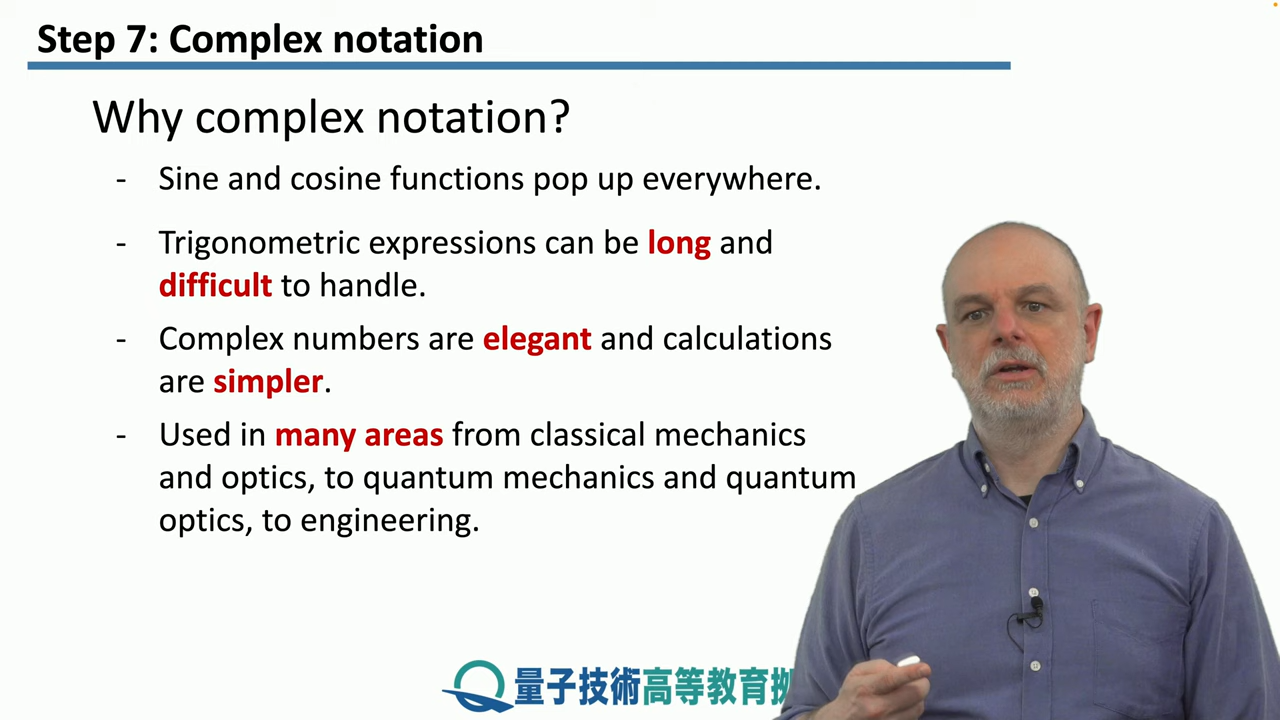 Step 7: Complex notation
Why complex notation?
- Sine and cosine functions pop up everywhere.
- Trigonometric expressions can be long and
difficult to handle.
- Complex numbers are elegant and calculations
are simpler.
- Used in many areas from classical mechanics
and optics, to quantum mechanics and quantum
optics, to engineering.
量子技術高等教育拠